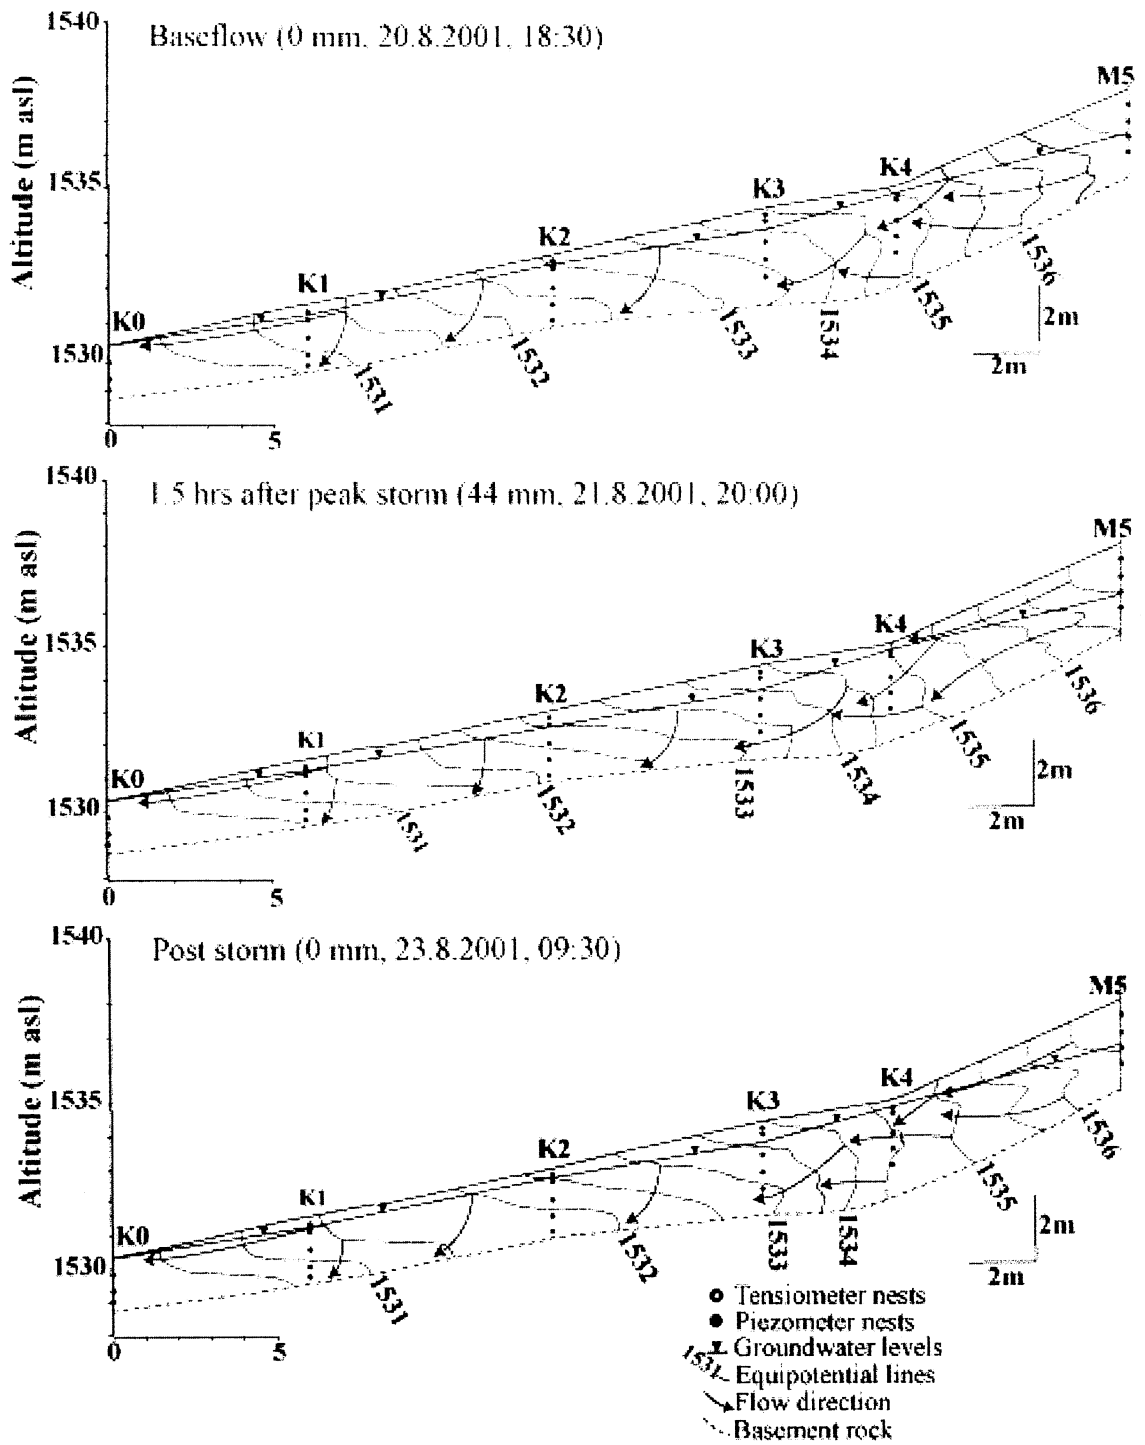 1540
Baseflow (0 mm, 20.8.2001, 18:30)
M5
Altitude (m asl)
1535
K4
K3
K2
K1
K0
1530
1536
1535
1534
1533
1532
1531
2m
2m
0
5
1540
1.5 hrs after peak storm (44 mm, 21.8.2001, 20:00)
M5
Altitude (m asl)
1535
K4
K3
K2
K1
K0
1530
1536
1535
1534
1533
1532
1531
2m
2m
0
5
1540
Post storm (0 mm, 23.8.2001, 09:30)
M5
Altitude (m asl)
1535
K4
K3
K2
K1
K0
1530
1536
1535
1534
1533
1532
1531
2m
2m
0
5
Tensiometer nests
Piezometer nests
Groundwater levels
1531 Equipotential lines
Flow direction
Basement rock